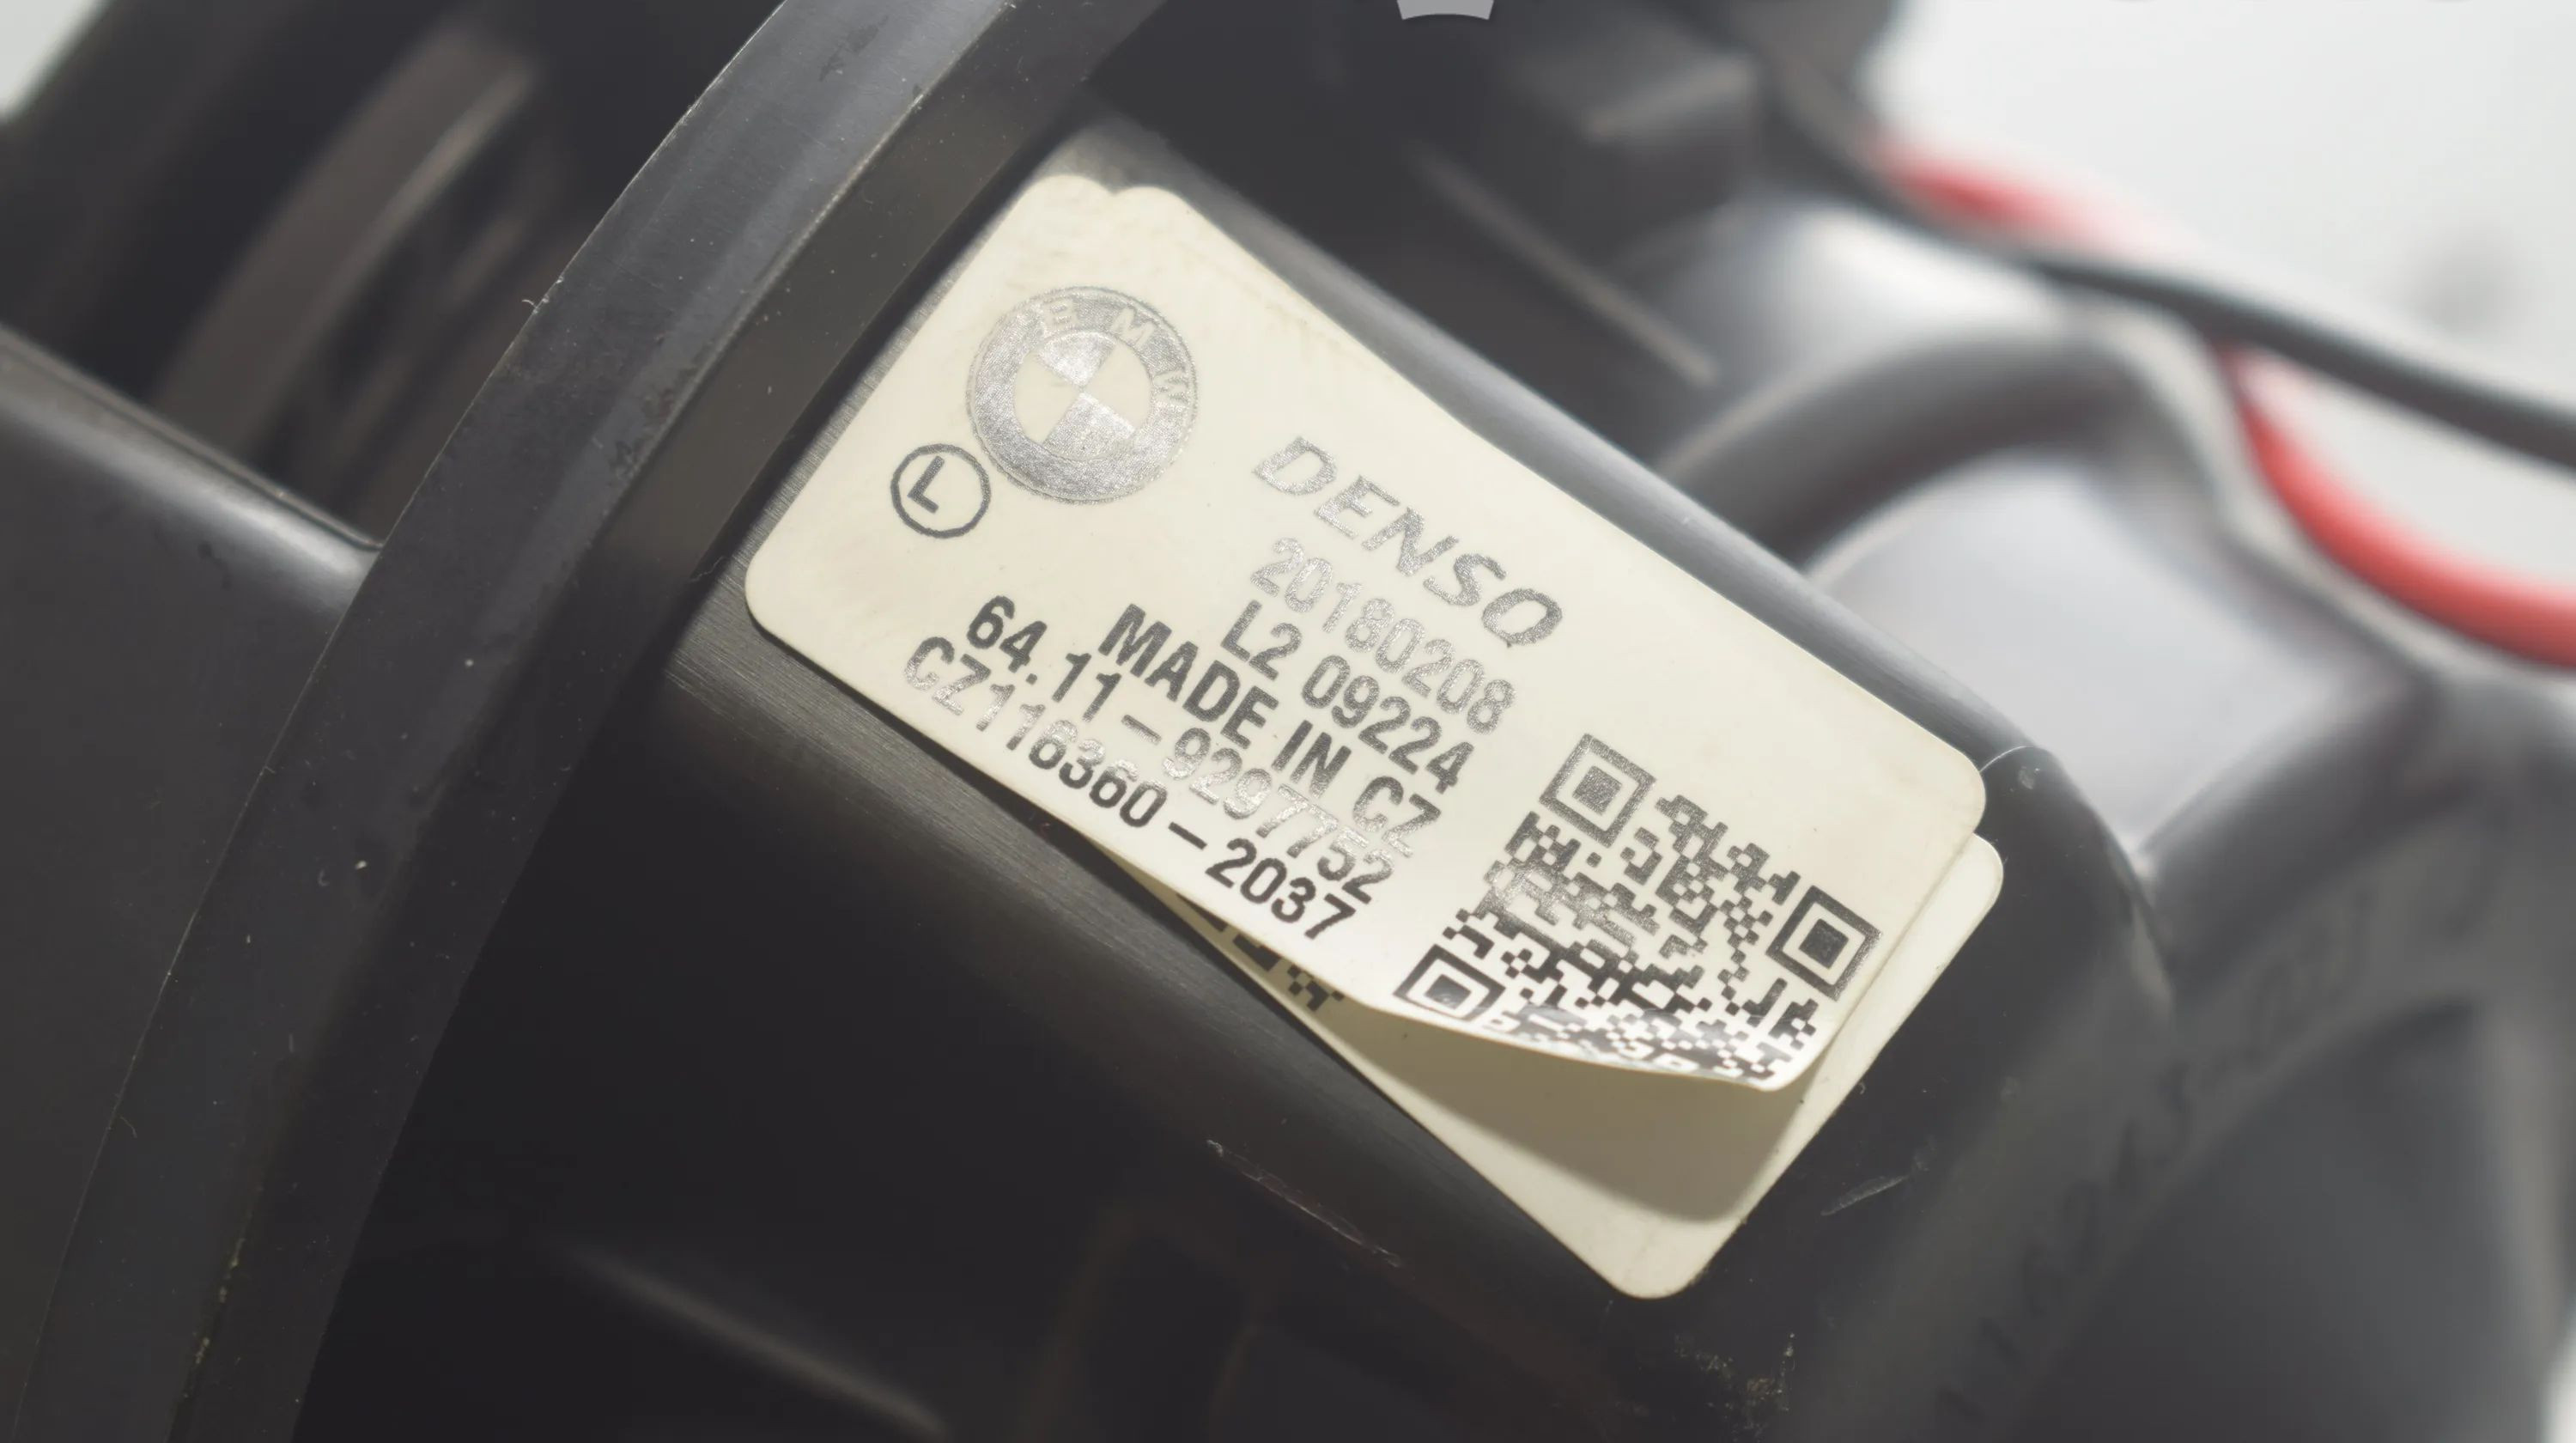 BMW
L
DENSO
20180208
L2 09224
MADE IN CZ
64.11-9297752
CZ116360-2037